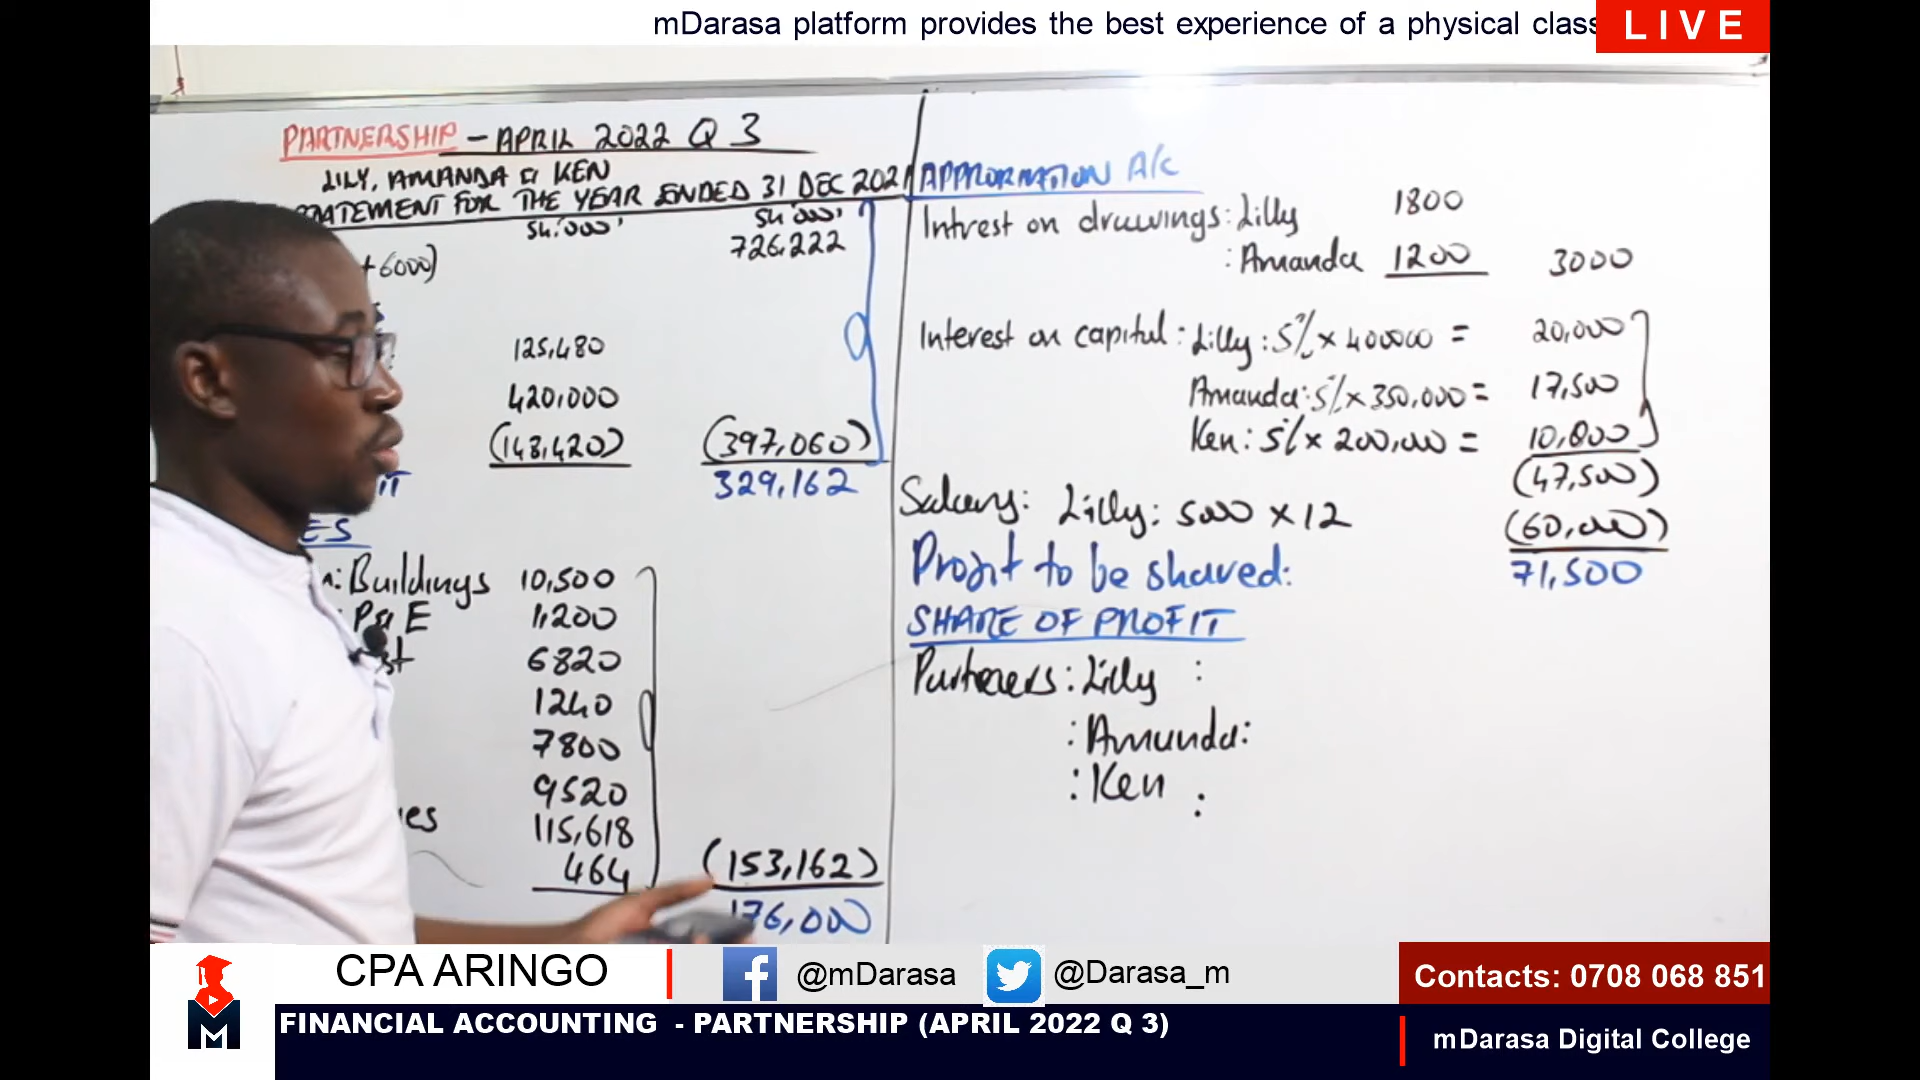 mDarasa platform provides the best experience of a physical class
LIVE
PARTNERSHIP - APRIL 2022 Q 3
LILY, AMANDA & KEN
STATEMENT FOR THE YEAR ENDED 31 DEC 2021
SH.'000' SH.'000'
+6000) 726,222
125,480
420,000
(148,420) (397,060)
329,162
ES
n: Buildings 10,500
: P&E 1,200
6820
1240
7800
9520
115,618
464 (153,162)
176,000
APPRORATION A/C
Intrest on drawings: Lilly 1800
: Amanda 1200 3000
Interest on capital: Lilly: 5% x 400000 = 20,000
Amanda: 5% x 350,000 = 17,500
Ken: 5% x 200,000 = 10,000
(47,500)
Salary: Lilly: 5000 x 12 (60,000)
Profit to be shared: 71,500
SHARE OF PROFIT
Partners: Lilly :
: Amanda:
: Ken :
CPA ARINGO
@mDarasa
@Darasa_m
Contacts: 0708 068 851
M
FINANCIAL ACCOUNTING - PARTNERSHIP (APRIL 2022 Q 3)
mDarasa Digital College